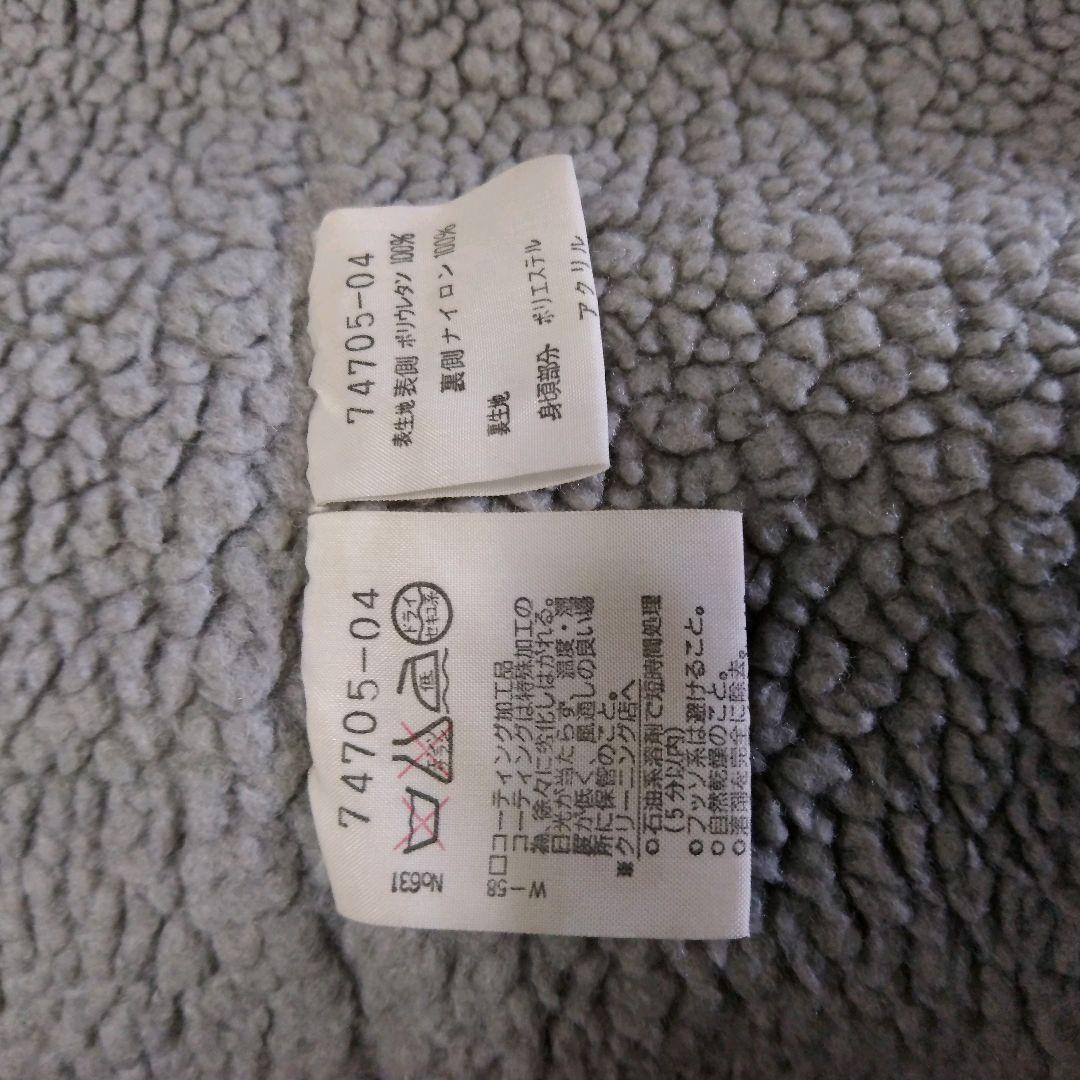 74705-04
表生地 表側 ポリウレタン 100%
裏側 ナイロン 100%
裏生地
身頃部分 ポリエステル
アクリル
74705-04
エンソサラシ
低
ドライ
セキユ系
No631
W-58
口コーティング加工品
コーティングは特殊加工の
為、徐々に劣化しはがれる。
日光が当たらず、温度・湿
度が低く、風通しの良い場
所に保管のこと。
※クリーニング店へ
○石油系溶剤で短時間処理
(5分以内)
○フッソ系は避けること。
○自然乾燥のこと。
○溶剤を完全に除去。